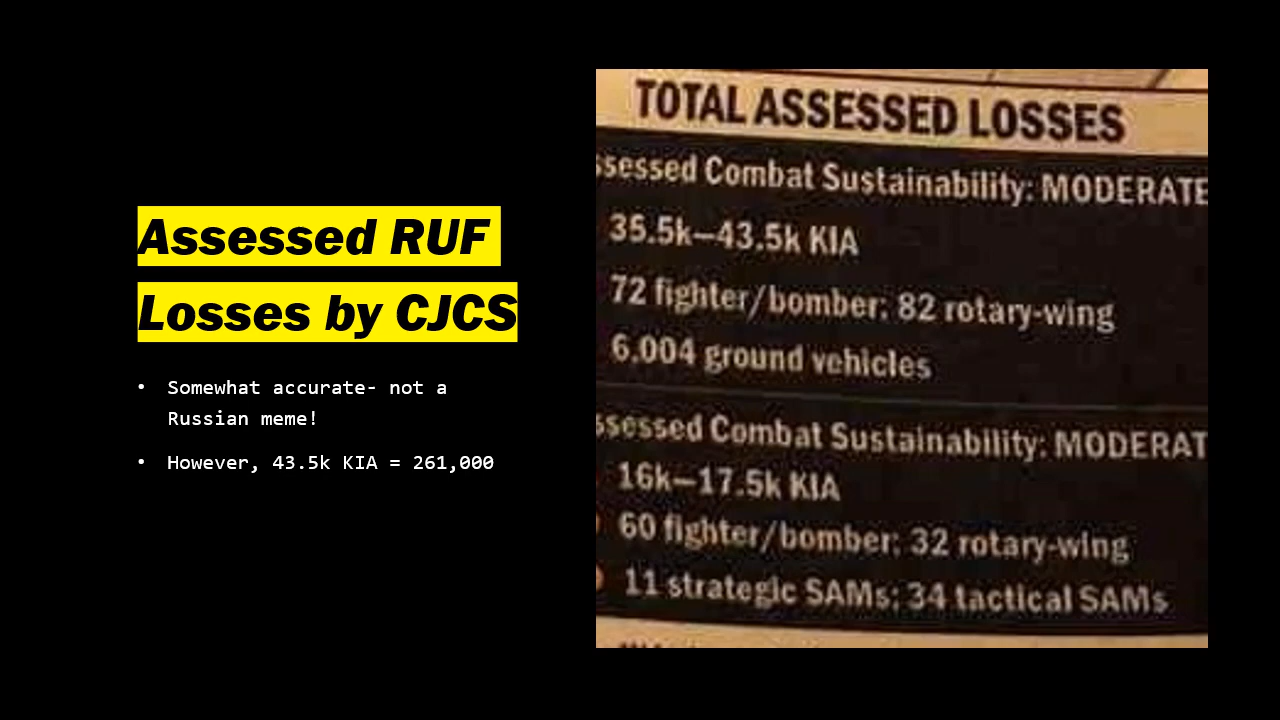 Assessed RUF
Losses by CJCS
• Somewhat accurate- not a
Russian meme!
• However, 43.5k KIA = 261,000
TOTAL ASSESSED LOSSES
ssessed Combat Sustainability: MODERATE
35.5k–43.5k KIA
72 fighter/bomber; 82 rotary-wing
6,004 ground vehicles
ssessed Combat Sustainability: MODERAT
16k–17.5k KIA
60 fighter/bomber; 32 rotary-wing
11 strategic SAMs; 34 tactical SAMs